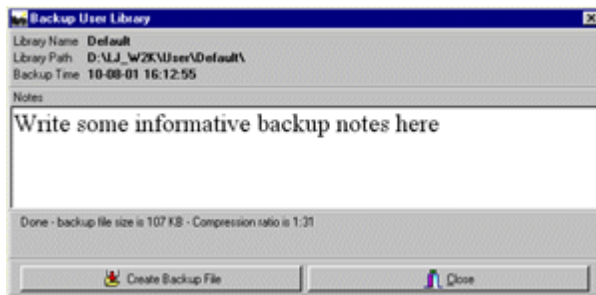 Backup User Library
Library Name Default
Library Path D:\LJ_W2K\User\Default\
Backup Time 10-08-01 16:12:55
Notes
Write some informative backup notes here
Done - backup file size is 107 KB - Compression ratio is 1:31
Create Backup File Close